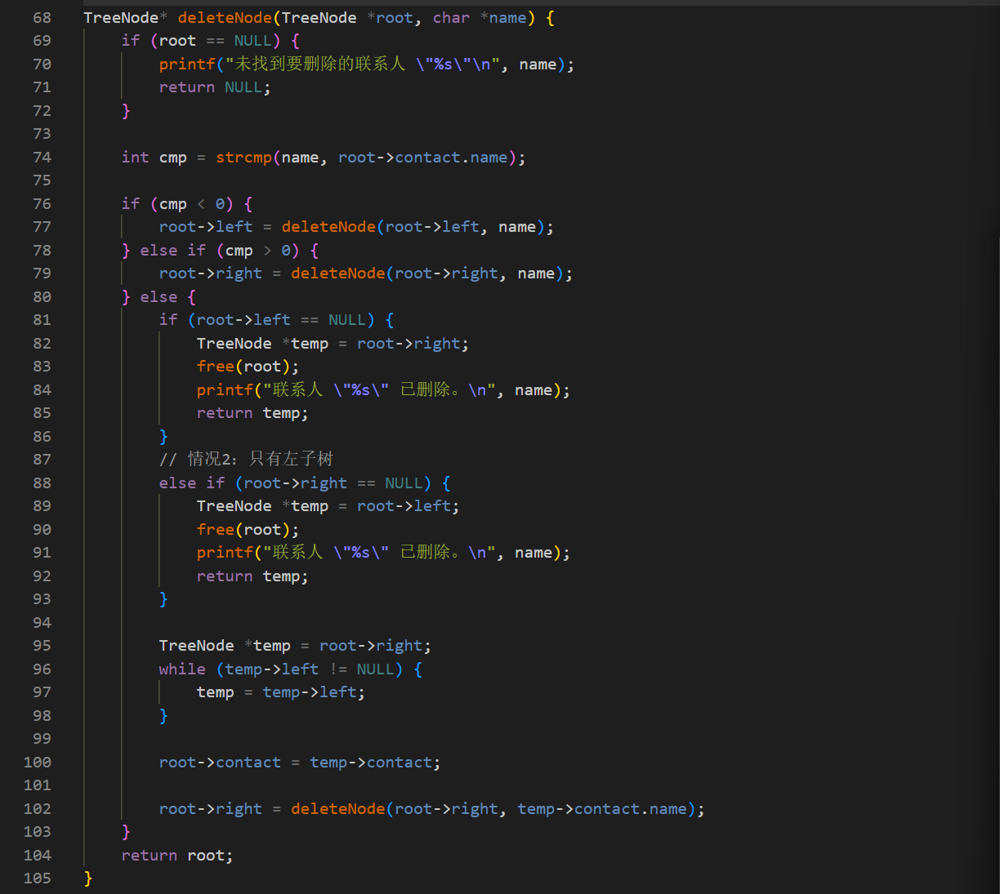 68 TreeNode* deleteNode(TreeNode *root, char *name) {
69     if (root == NULL) {
70         printf("未找到要删除的联系人 \"%s\"\n", name);
71         return NULL;
72     }
73
74     int cmp = strcmp(name, root->contact.name);
75
76     if (cmp < 0) {
77         root->left = deleteNode(root->left, name);
78     } else if (cmp > 0) {
79         root->right = deleteNode(root->right, name);
80     } else {
81         if (root->left == NULL) {
82             TreeNode *temp = root->right;
83             free(root);
84             printf("联系人 \"%s\" 已删除。\n", name);
85             return temp;
86         }
87         // 情况2：只有左子树
88         else if (root->right == NULL) {
89             TreeNode *temp = root->left;
90             free(root);
91             printf("联系人 \"%s\" 已删除。\n", name);
92             return temp;
93         }
94
95         TreeNode *temp = root->right;
96         while (temp->left != NULL) {
97             temp = temp->left;
98         }
99
100         root->contact = temp->contact;
101
102         root->right = deleteNode(root->right, temp->contact.name);
103     }
104     return root;
105 }